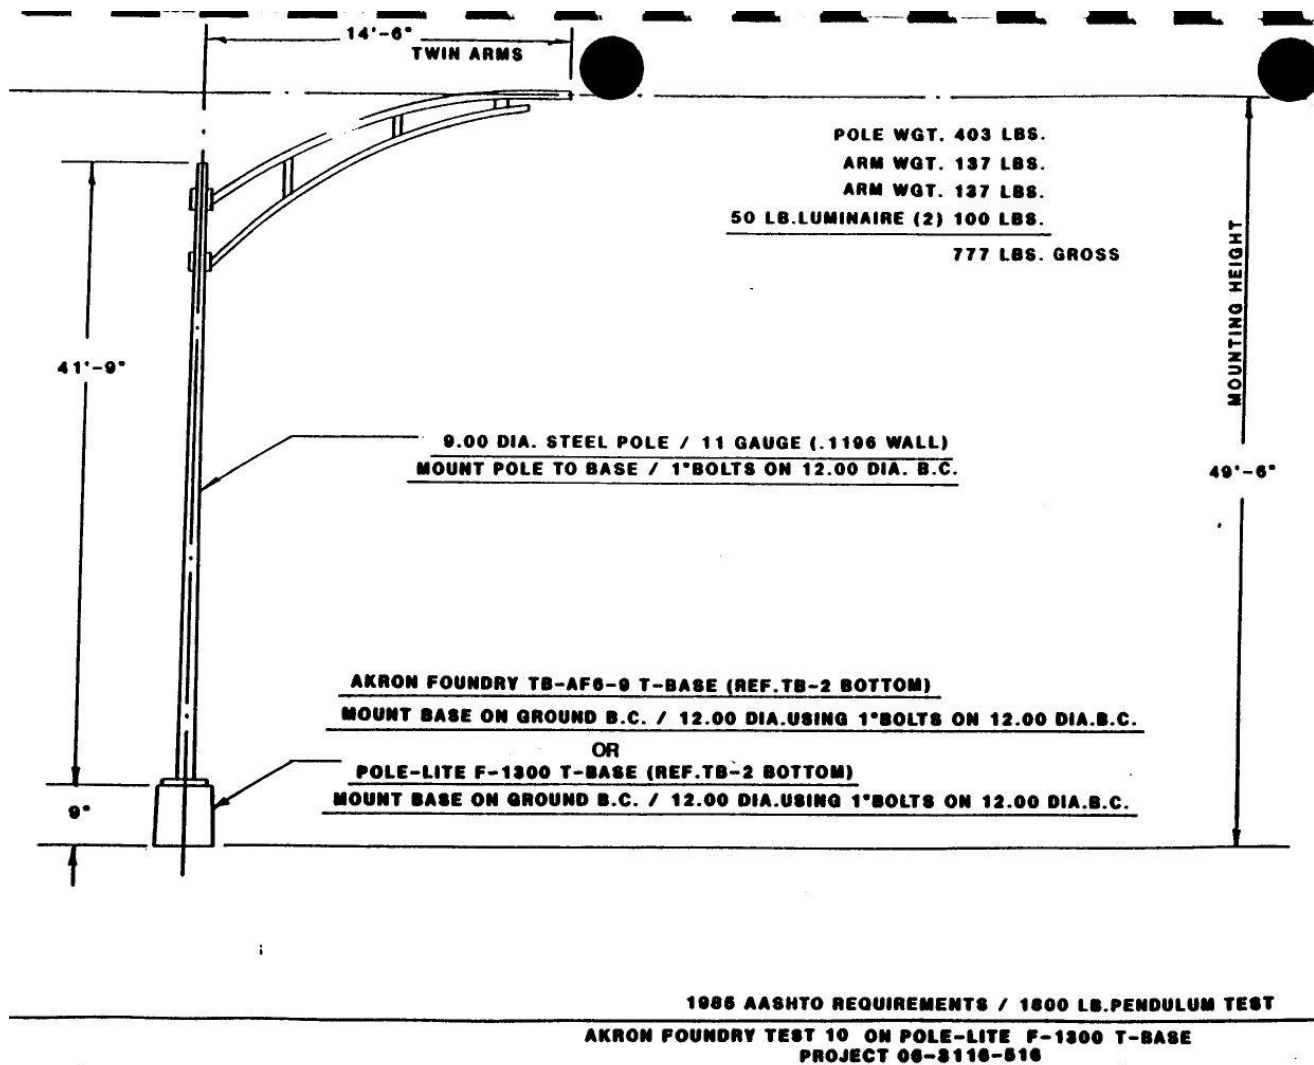 14'-6"
TWIN ARMS
POLE WGT. 403 LBS.
ARM WGT. 137 LBS.
ARM WGT. 137 LBS.
50 LB.LUMINAIRE (2) 100 LBS.
777 LBS. GROSS
MOUNTING HEIGHT
41'-9"
9.00 DIA. STEEL POLE / 11 GAUGE (.1196 WALL)
MOUNT POLE TO BASE / 1"BOLTS ON 12.00 DIA. B.C.
49'-6"
AKRON FOUNDRY TB-AF6-9 T-BASE (REF.TB-2 BOTTOM)
MOUNT BASE ON GROUND B.C. / 12.00 DIA.USING 1"BOLTS ON 12.00 DIA.B.C.
OR
POLE-LITE F-1300 T-BASE (REF.TB-2 BOTTOM)
MOUNT BASE ON GROUND B.C. / 12.00 DIA.USING 1"BOLTS ON 12.00 DIA.B.C.
9"
1985 AASHTO REQUIREMENTS / 1800 LB.PENDULUM TEST
AKRON FOUNDRY TEST 10 ON POLE-LITE F-1300 T-BASE
PROJECT 06-3116-516